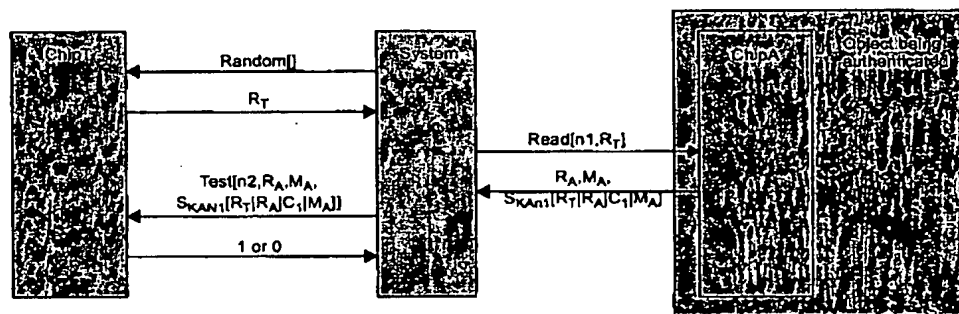 ChipT
System
ChipA
Object being
authenticated
Random[]
R_T
Read[n1,R_T]
Test[n2,R_A,M_A,
S_KAN1[R_T|R_A|C_1|M_A]]
R_A,M_A,
S_KAn1[R_T|R_A|C_1|M_A]
1 or 0